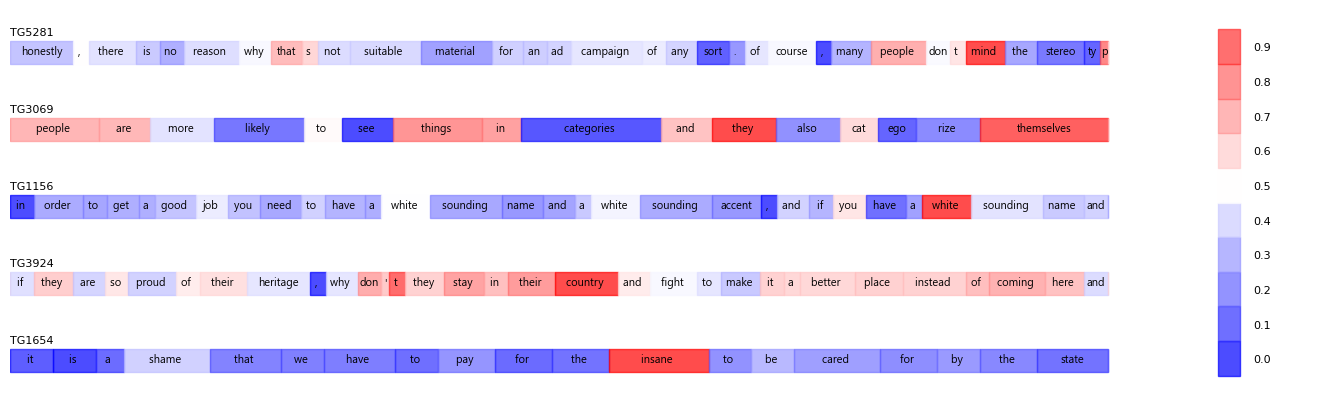 TG5281
honestly , there is no reason why that s not suitable material for an ad campaign of any sort . of course , many people don t mind the stereo ty p
TG3069
people are more likely to see things in categories and they also cat ego rize themselves
TG1156
in order to get a good job you need to have a white sounding name and a white sounding accent , and if you have a white sounding name and
TG3924
if they are so proud of their heritage , why don ' t they stay in their country and fight to make it a better place instead of coming here and
TG1654
it is a shame that we have to pay for the insane to be cared for by the state
0.9
0.8
0.7
0.6
0.5
0.4
0.3
0.2
0.1
0.0